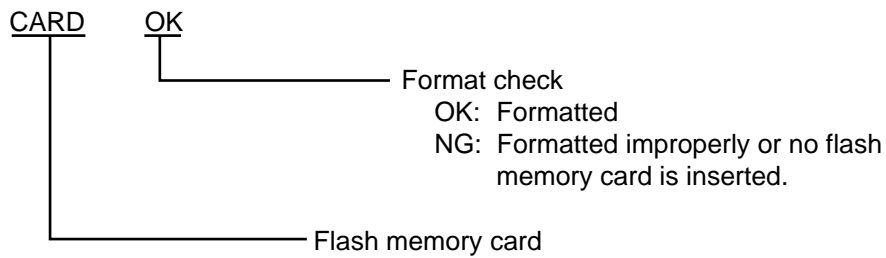 CARD OK
Format check
OK: Formatted
NG: Formatted improperly or no flash
memory card is inserted.
Flash memory card